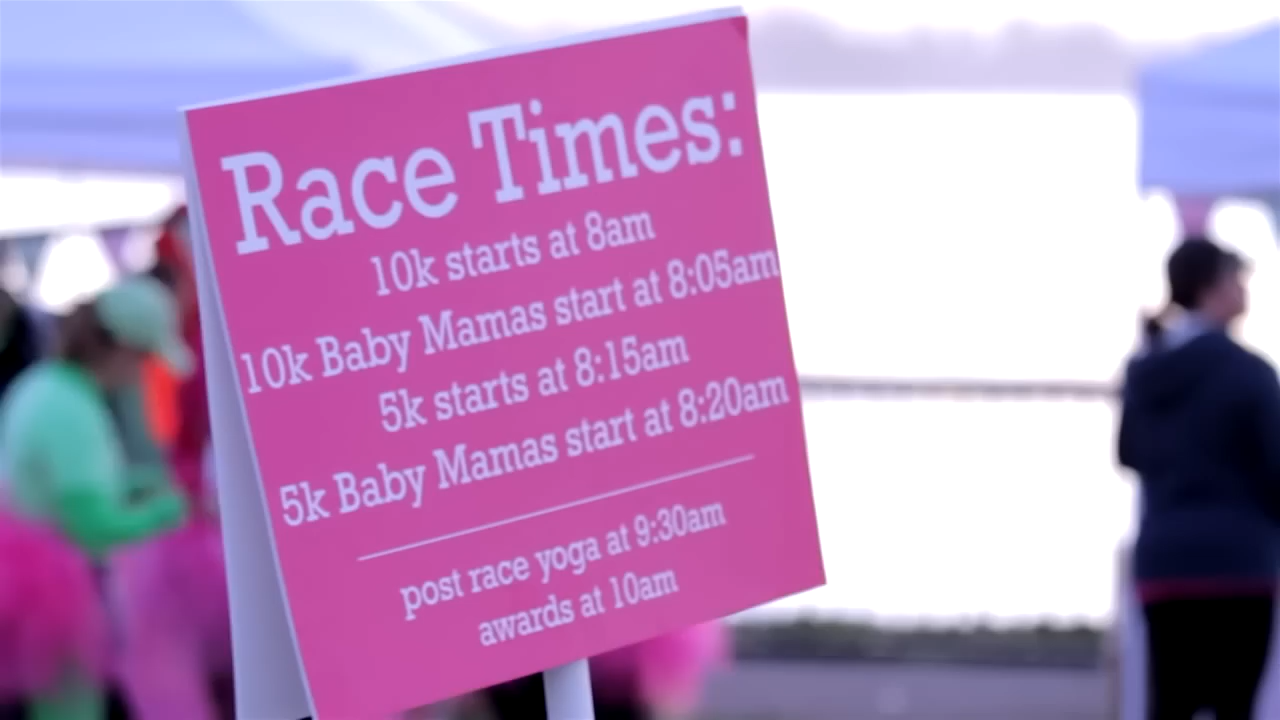 Race Times:
10k starts at 8am
10k Baby Mamas start at 8:05am
5k starts at 8:15am
5k Baby Mamas start at 8:20am
post race yoga at 9:30am
awards at 10am